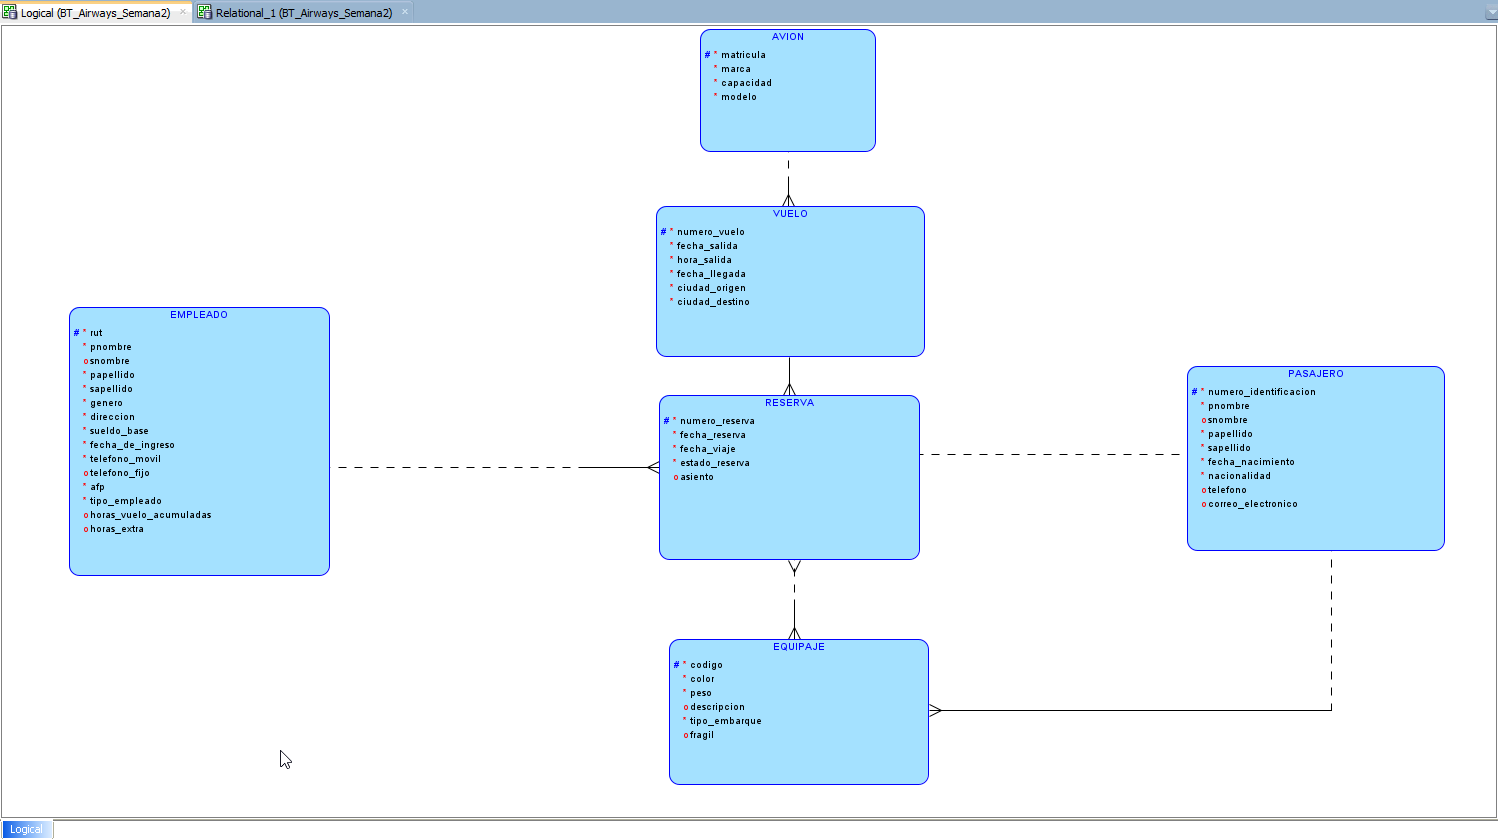 Logical (BT_Airways_Semana2) × Relational_1 (BT_Airways_Semana2) ×
AVION
# * matricula
* marca
* capacidad
* modelo
VUELO
# * numero_vuelo
* fecha_salida
* hora_salida
* fecha_llegada
* ciudad_origen
* ciudad_destino
EMPLEADO
# * rut
* pnombre
o snombre
* papellido
* sapellido
* genero
* direccion
* sueldo_base
* fecha_de_ingreso
* telefono_movil
o telefono_fijo
* afp
* tipo_empleado
o horas_vuelo_acumuladas
o horas_extra
RESERVA
# * numero_reserva
* fecha_reserva
* fecha_viaje
* estado_reserva
o asiento
PASAJERO
# * numero_identificacion
* pnombre
o snombre
* papellido
* sapellido
* fecha_nacimiento
* nacionalidad
o telefono
o correo_electronico
EQUIPAJE
# * codigo
* color
* peso
o descripcion
* tipo_embarque
o fragil
Logical